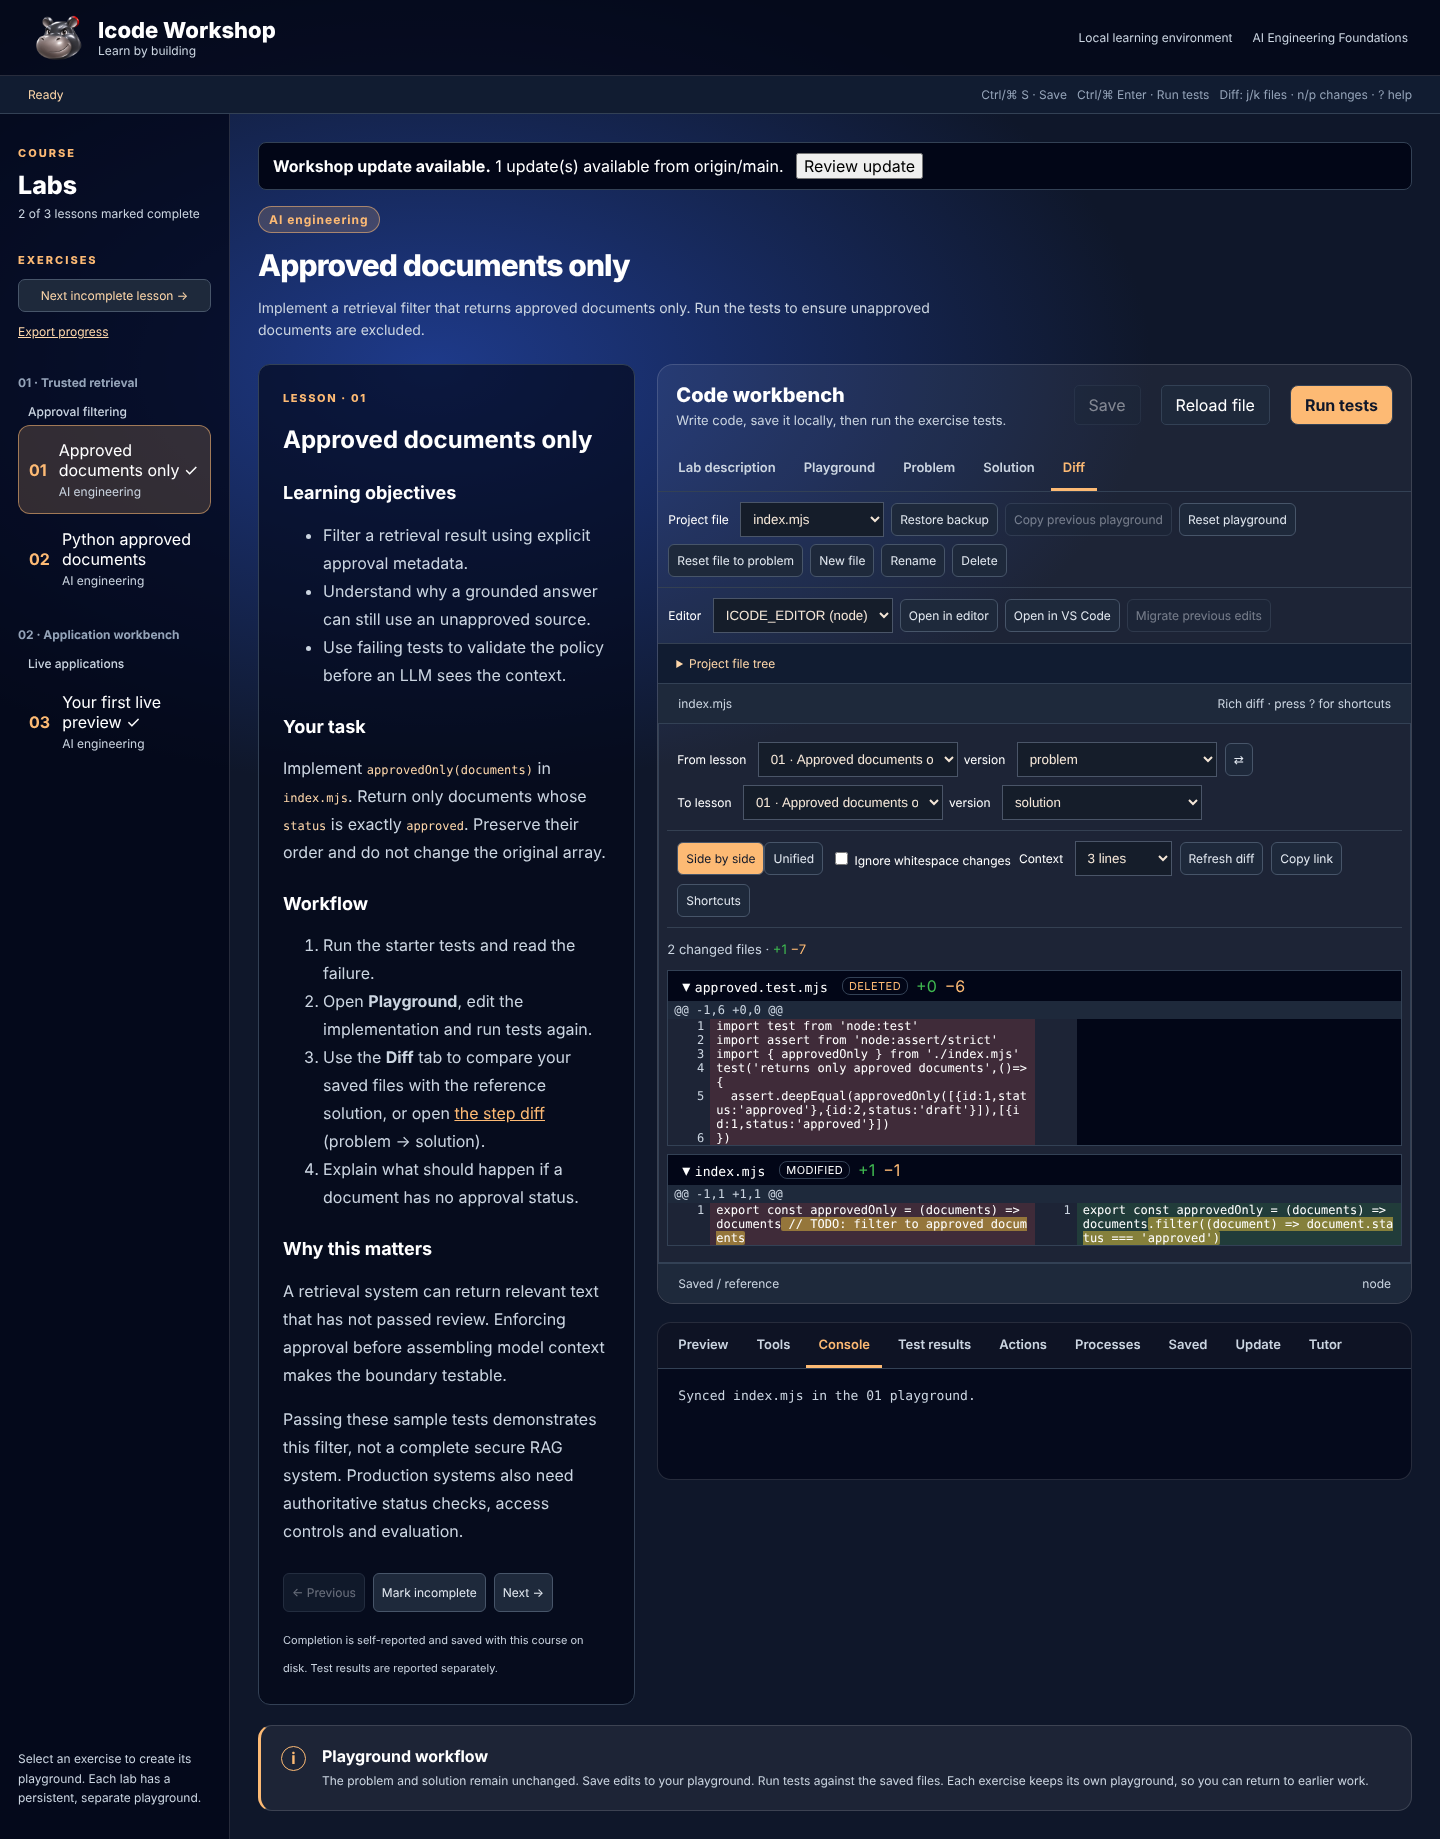 Icode Workshop
Learn by building
Local learning environment AI Engineering Foundations
Ready
Ctrl/⌘ S · Save Ctrl/⌘ Enter · Run tests Diff: j/k files · n/p changes · ? help
COURSE
Labs
2 of 3 lessons marked complete
EXERCISES
Next incomplete lesson →
Export progress
01 · Trusted retrieval
Approval filtering
01 Approved
documents only ✓
AI engineering
02 Python approved
documents
AI engineering
02 · Application workbench
Live applications
03 Your first live
preview ✓
AI engineering
Select an exercise to create its
playground. Each lab has a
persistent, separate playground.
Workshop update available. 1 update(s) available from origin/main. Review update
AI engineering
Approved documents only
Implement a retrieval filter that returns approved documents only. Run the tests to ensure unapproved
documents are excluded.
LESSON · 01
Approved documents only
Learning objectives
• Filter a retrieval result using explicit
approval metadata.
• Understand why a grounded answer
can still use an unapproved source.
• Use failing tests to validate the policy
before an LLM sees the context.
Your task
Implement approvedOnly(documents) in
index.mjs. Return only documents whose
status is exactly approved. Preserve their
order and do not change the original array.
Workflow
1. Run the starter tests and read the
failure.
2. Open Playground, edit the
implementation and run tests again.
3. Use the Diff tab to compare your
saved files with the reference
solution, or open the step diff
(problem → solution).
4. Explain what should happen if a
document has no approval status.
Why this matters
A retrieval system can return relevant text
that has not passed review. Enforcing
approval before assembling model context
makes the boundary testable.
Passing these sample tests demonstrates
this filter, not a complete secure RAG
system. Production systems also need
authoritative status checks, access
controls and evaluation.
← Previous Mark incomplete Next →
Completion is self-reported and saved with this course on
disk. Test results are reported separately.
Code workbench
Write code, save it locally, then run the exercise tests.
Save Reload file Run tests
Lab description Playground Problem Solution Diff
Project file index.mjs Restore backup Copy previous playground Reset playground
Reset file to problem New file Rename Delete
Editor ICODE_EDITOR (node) Open in editor Open in VS Code Migrate previous edits
▶ Project file tree
index.mjs Rich diff · press ? for shortcuts
From lesson 01 · Approved documents o version problem ⇄
To lesson 01 · Approved documents o version solution
Side by side Unified Ignore whitespace changes Context 3 lines Refresh diff Copy link
Shortcuts
2 changed files · +1 −7
▼ approved.test.mjs DELETED +0 −6
@@ -1,6 +0,0 @@
1 import test from 'node:test'
2 import assert from 'node:assert/strict'
3 import { approvedOnly } from './index.mjs'
4 test('returns only approved documents',()=>
{
5 assert.deepEqual(approvedOnly([{id:1,stat
us:'approved'},{id:2,status:'draft'}]),[{i
d:1,status:'approved'}])
6 })
▼ index.mjs MODIFIED +1 −1
@@ -1,1 +1,1 @@
1 export const approvedOnly = (documents) =>
documents // TODO: filter to approved docum
ents
1 export const approvedOnly = (documents) =>
documents.filter((document) => document.sta
tus === 'approved')
Saved / reference node
Preview Tools Console Test results Actions Processes Saved Update Tutor
Synced index.mjs in the 01 playground.
i Playground workflow
The problem and solution remain unchanged. Save edits to your playground. Run tests against the saved files. Each exercise keeps its own playground, so you can return to earlier work.